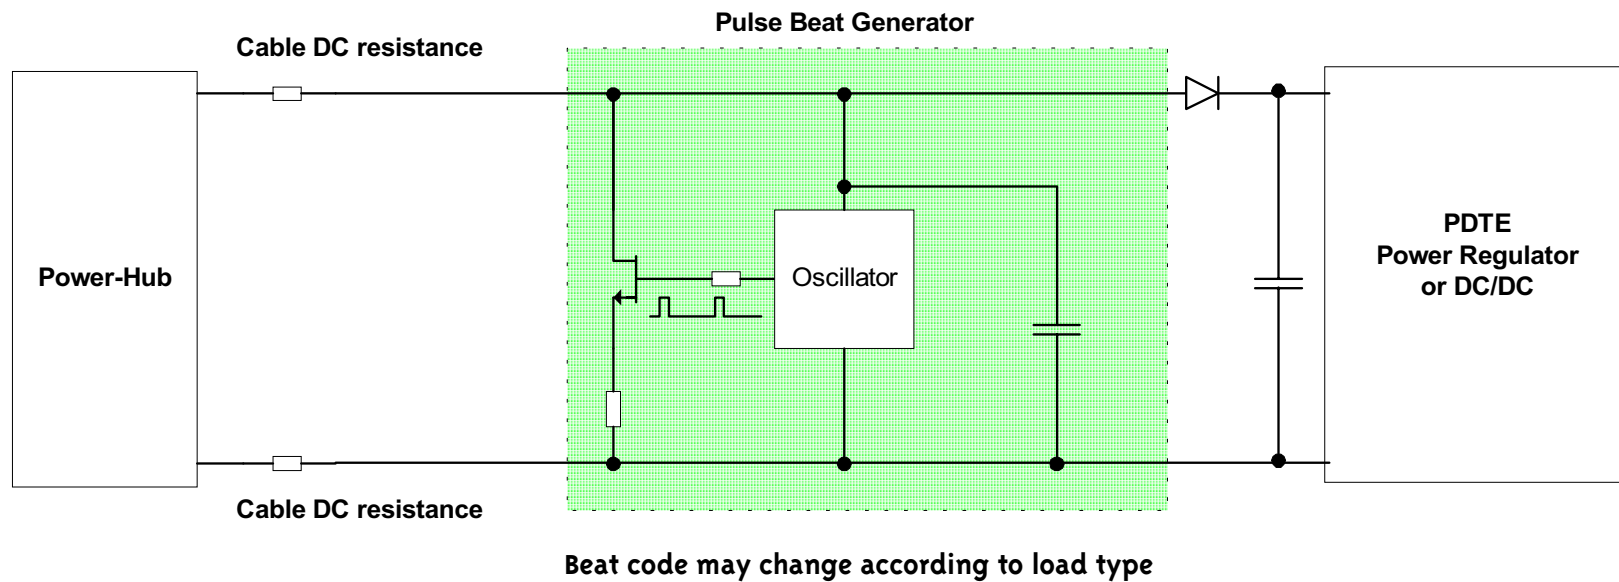 Pulse Beat Generator
Cable DC resistance
Power-Hub
Oscillator
PDTE
Power Regulator
or DC/DC
Cable DC resistance
Beat code may change according to load type